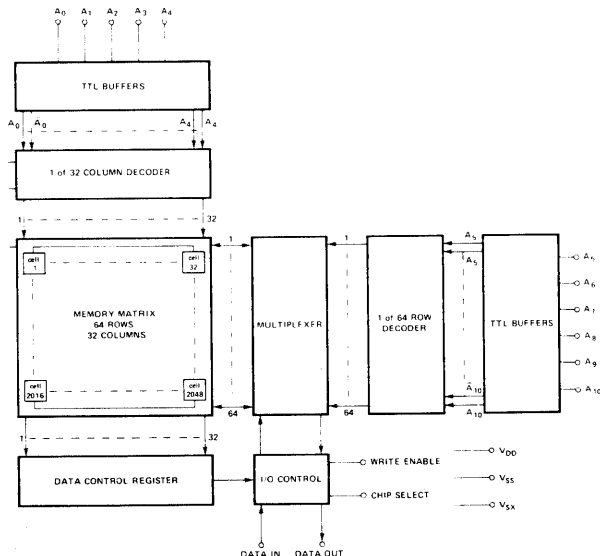 A0 A1 A2 A3 A4
TTL BUFFERS
A0 A0 A4 A4
1 of 32 COLUMN DECODER
1 32
cell 1
cell 32
MEMORY MATRIX
64 ROWS
32 COLUMNS
cell 2016
cell 2048
1
64
MULTIPLEXER
1
64
1 of 64 ROW
DECODER
A5
A5
A10
A10
TTL BUFFERS
A5
A6
A7
A8
A9
A10
1 32
DATA CONTROL REGISTER
I/O CONTROL
WRITE ENABLE
CHIP SELECT
VDD
VSS
VSX
DATA IN DATA OUT